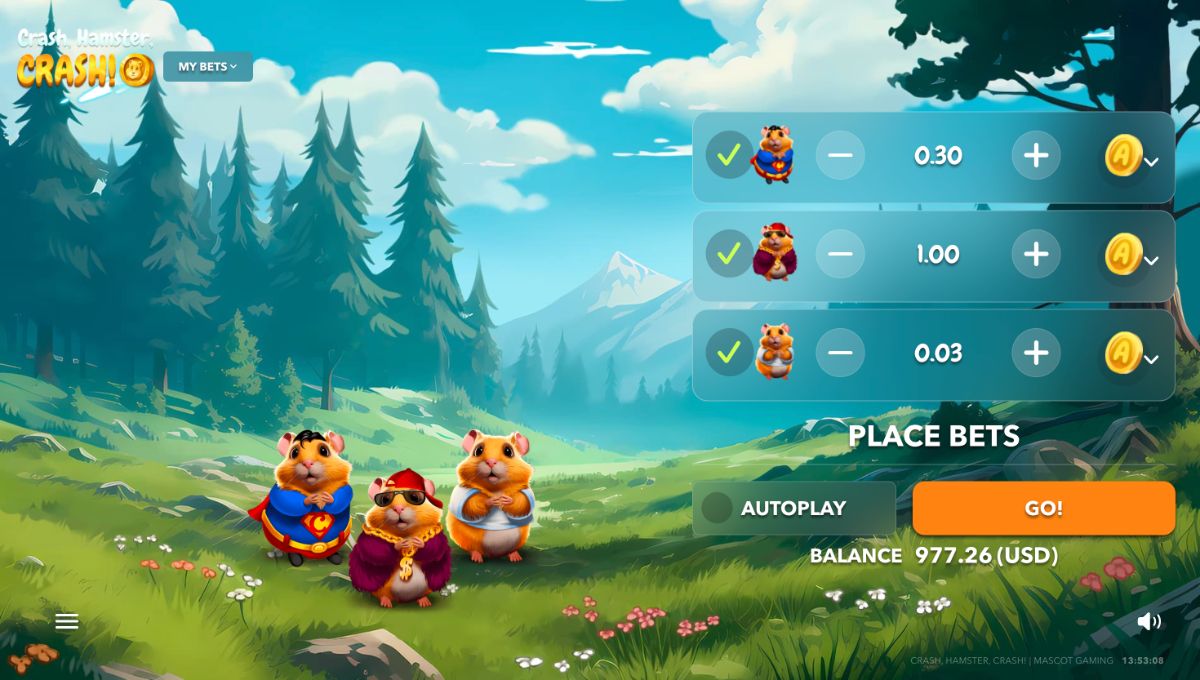 Crash, Hamster,
CRASH!
MY BETS
0.30
A
1.00
A
0.03
A
PLACE BETS
AUTOPLAY
GO!
BALANCE 977.26 (USD)
CRASH, HAMSTER, CRASH! | MASCOT GAMING 13:53:08